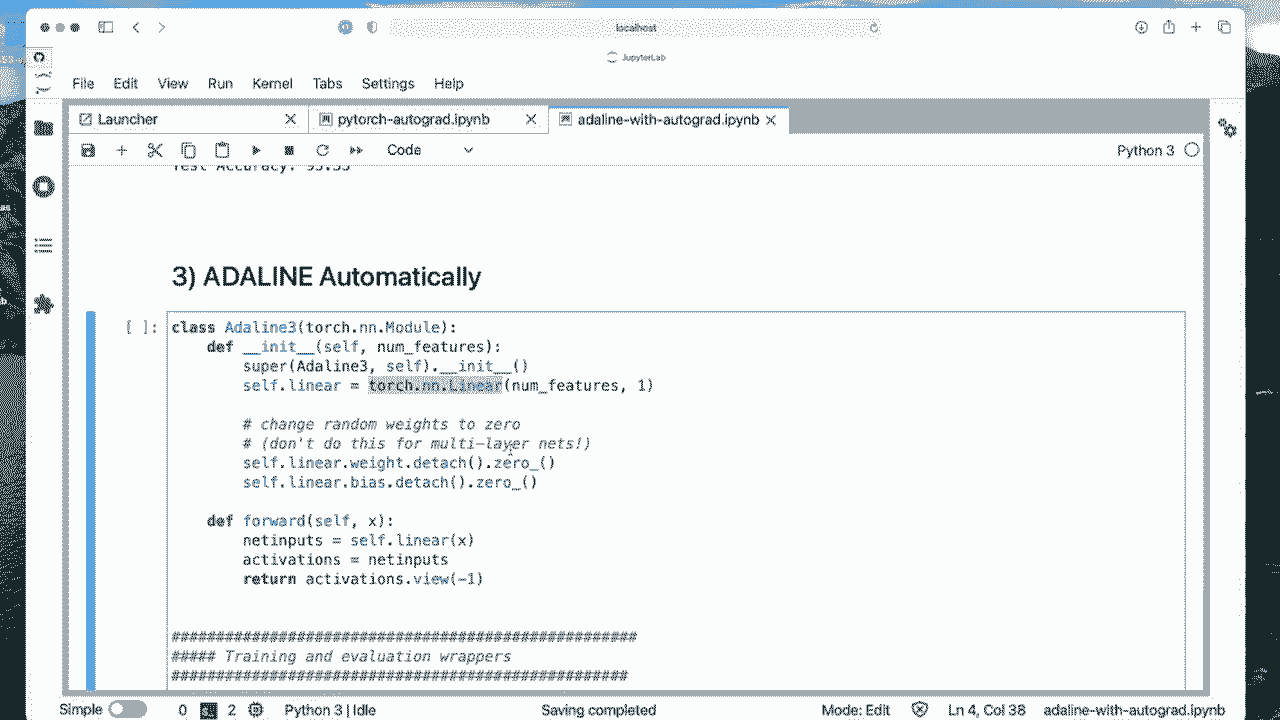 localhost
JupyterLab
File Edit View Run Kernel Tabs Settings Help
Launcher pytorch-autograd.ipynb adaline-with-autograd.ipynb
Code Python 3
Test Accuracy:
3) ADALINE Automatically
[ ]: class Adaline3(torch.nn.Module):
def __init__(self, num_features):
super(Adaline3, self).__init__()
self.linear = torch.nn.Linear(num_features, 1)
# change random weights to zero
# (don't do this for multi-layer nets!)
self.linear.weight.detach().zero_()
self.linear.bias.detach().zero_()
def forward(self, x):
netinputs = self.linear(x)
activations = netinputs
return activations.view(-1)
####################################################
##### Training and evaluation wrappers
###################################################
Simple 0 2 Python 3 | Idle Saving completed Mode: Edit Ln 4, Col 38 adaline-with-autograd.ipynb